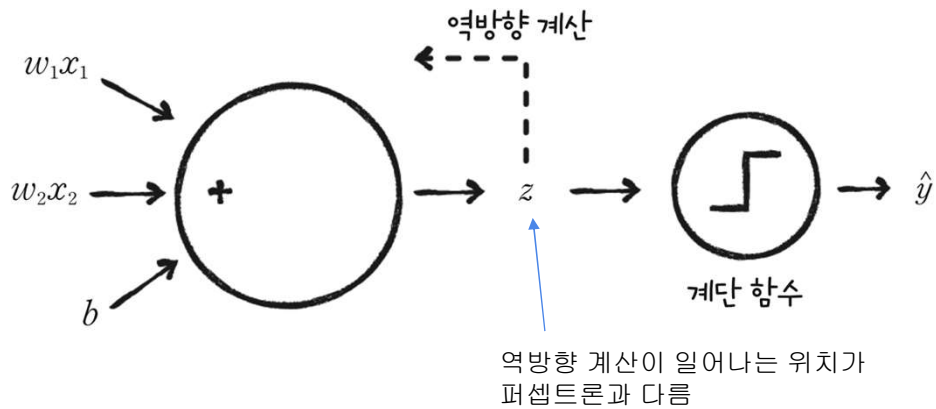 역방향 계산
w₁x₁
w₂x₂
+
z
ŷ
b
계단 함수
역방향 계산이 일어나는 위치가
퍼셉트론과 다름